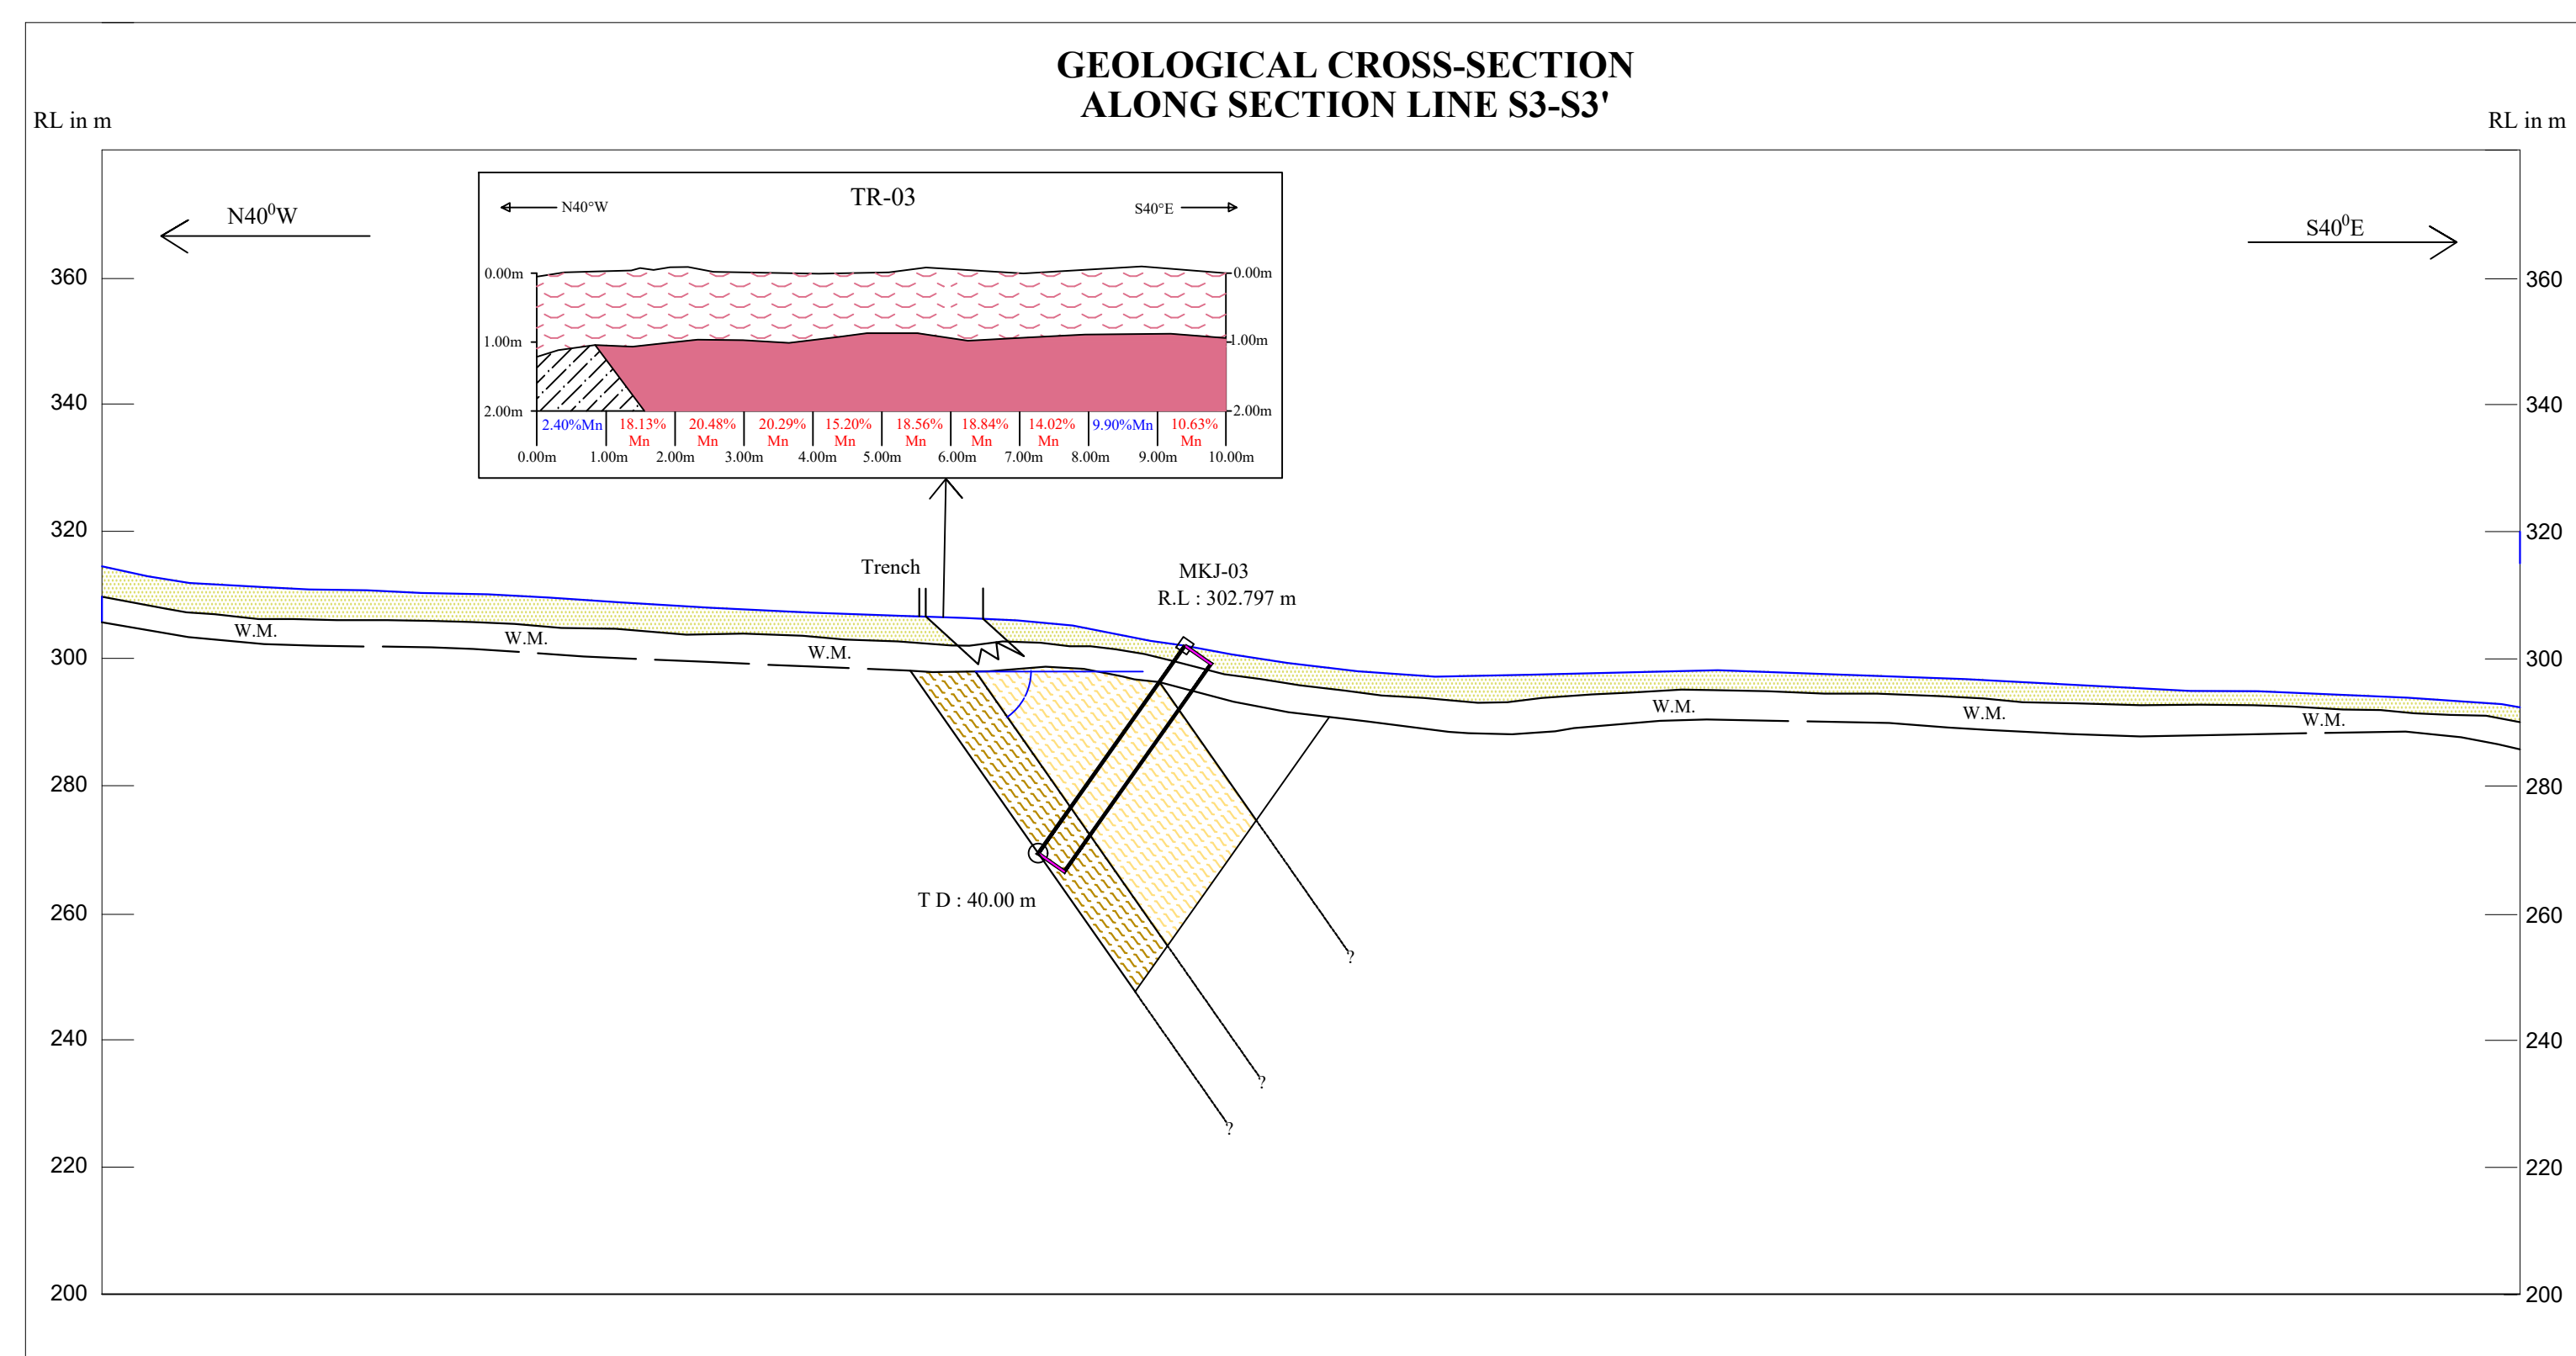 GEOLOGICAL CROSS-SECTION
ALONG SECTION LINE S3-S3'
RL in m
RL in m
N40⁰W
S40⁰E
TR-03
N40°W
S40°E
0.00m
0.00m
1.00m
1.00m
2.00m
2.00m
2.40%Mn
18.13%
Mn
20.48%
Mn
20.29%
Mn
15.20%
Mn
18.56%
Mn
18.84%
Mn
14.02%
Mn
9.90%Mn
10.63%
Mn
0.00m 1.00m 2.00m 3.00m 4.00m 5.00m 6.00m 7.00m 8.00m 9.00m 10.00m
360
360
340
340
320
320
Trench
MKJ-03
R.L : 302.797 m
W.M.
W.M.
W.M.
300
300
W.M.
W.M.
W.M.
280
280
T D : 40.00 m
260
260
?
240
240
?
?
220
220
200
200